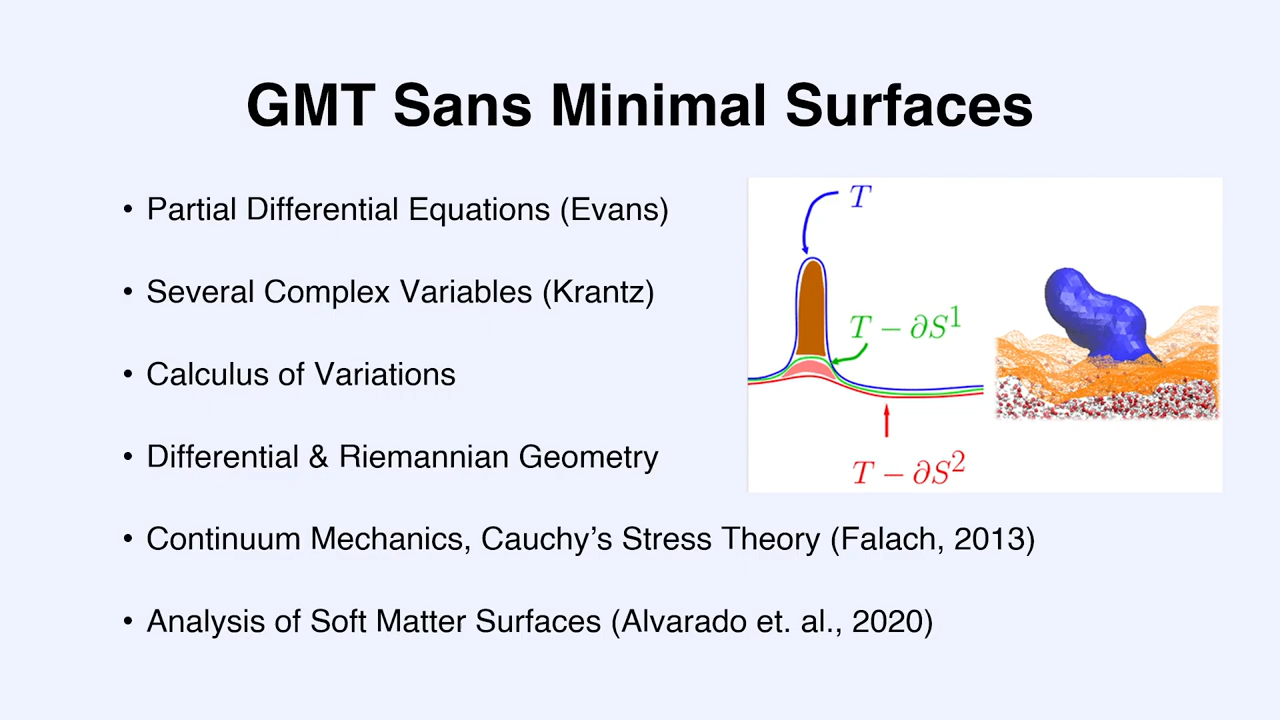 GMT Sans Minimal Surfaces
• Partial Differential Equations (Evans)
• Several Complex Variables (Krantz)
• Calculus of Variations
• Differential & Riemannian Geometry
• Continuum Mechanics, Cauchy’s Stress Theory (Falach, 2013)
• Analysis of Soft Matter Surfaces (Alvarado et. al., 2020)
T
T − ∂S¹
T − ∂S²